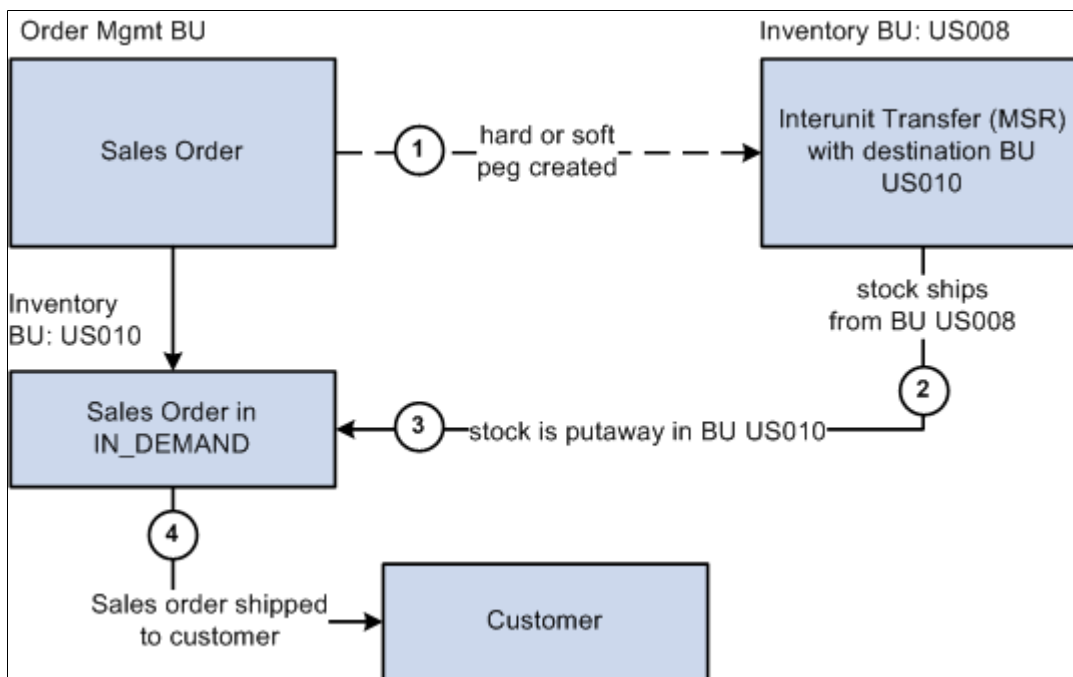 Order Mgmt BU
Inventory BU: US008
Sales Order
1
hard or soft
peg created
Interunit Transfer (MSR)
with destination BU
US010
Inventory
BU: US010
stock ships
from BU US008
2
Sales Order in
IN_DEMAND
3
stock is putaway in BU US010
4
Sales order shipped
to customer
Customer